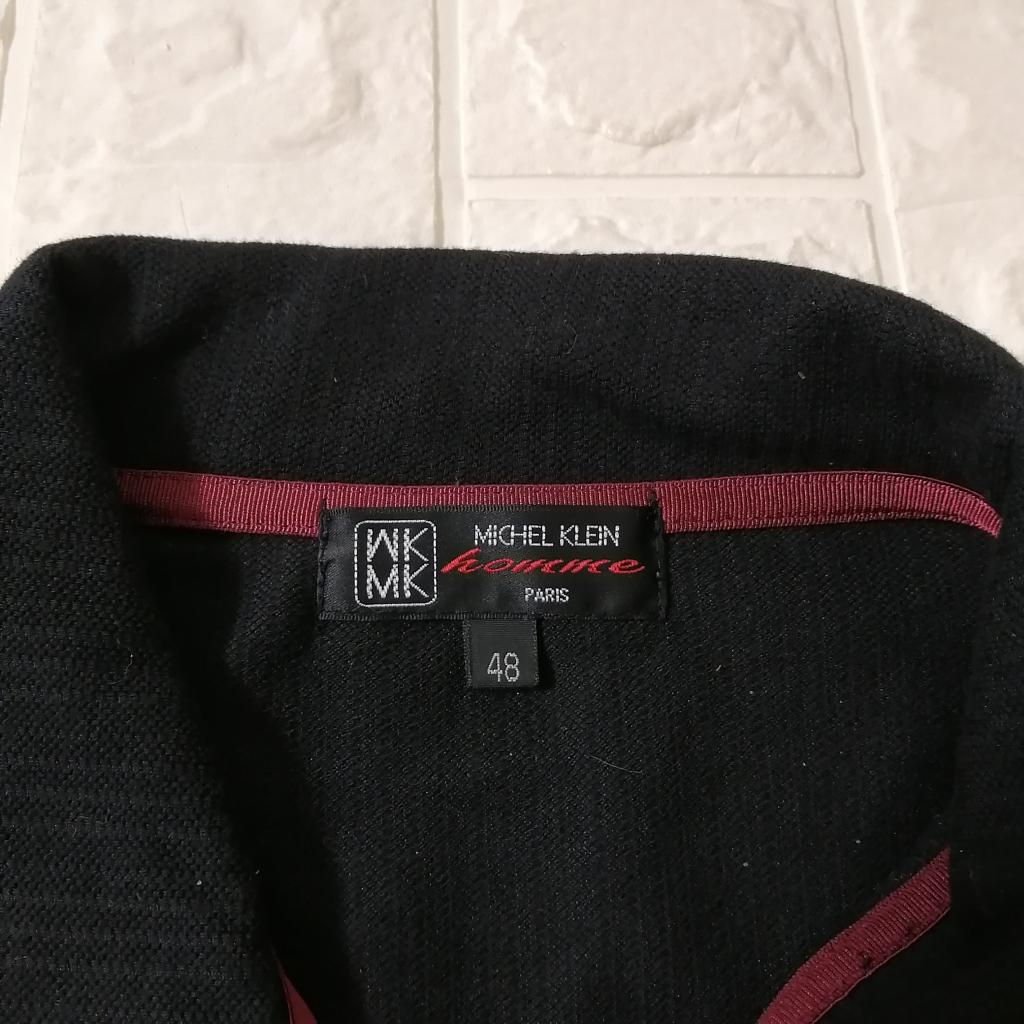 MK
MK
MICHEL KLEIN
homme
PARIS
48